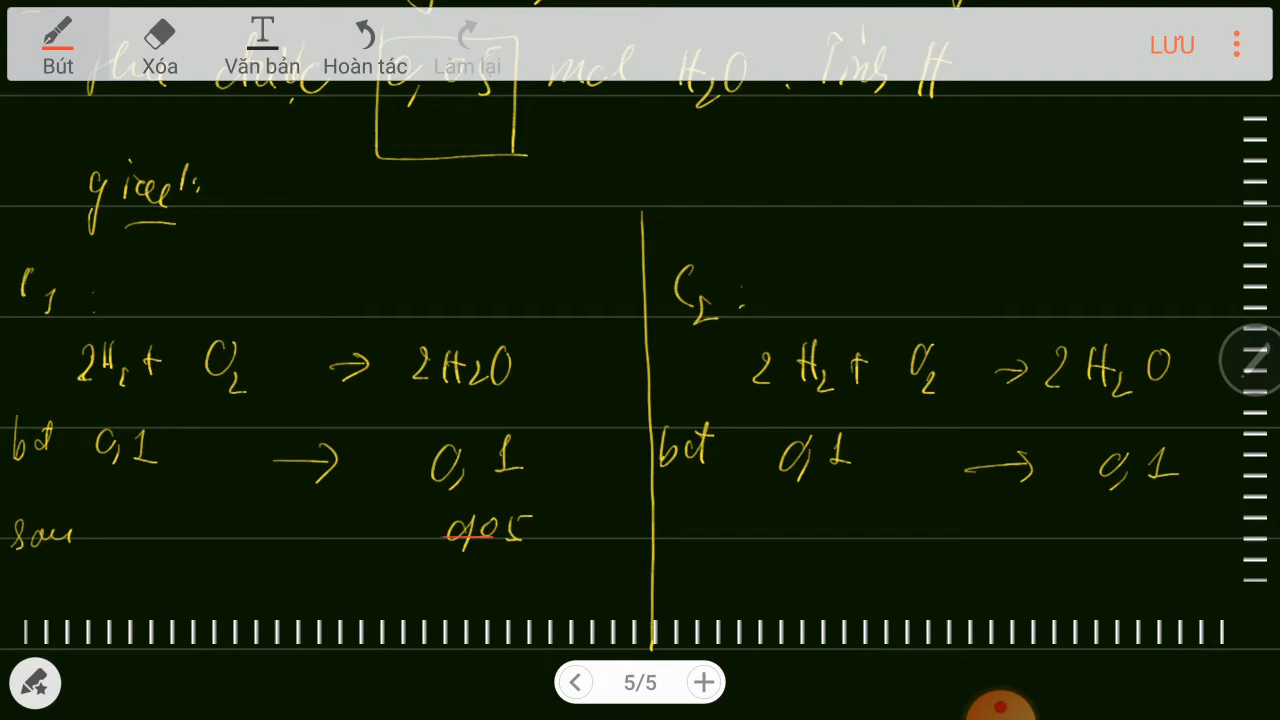 Bút Xóa Văn bản Hoàn tác Làm lại LƯU
thu được 0,05 mol H₂O. Tính H
giải:
C₁ :
2H₂ + O₂ → 2H2O
bđ 0,1 → 0,1
sau 0,05
C₂ :
2H₂ + O₂ → 2H₂O
bđ 0,1 → 0,1
5/5